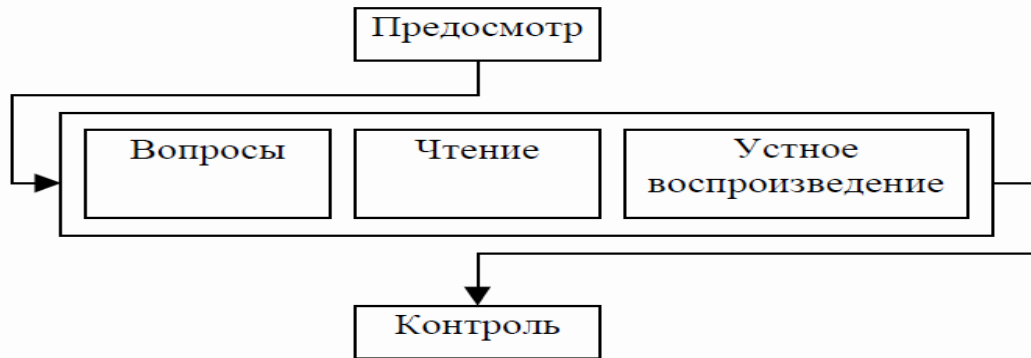 Предосмотр
Вопросы
Чтение
Устное
воспроизведение
Контроль